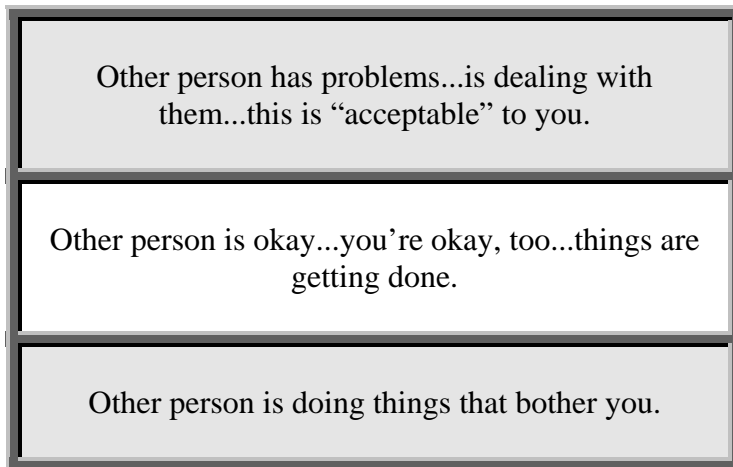 Other person has problems...is dealing with
them...this is “acceptable” to you.
Other person is okay...you’re okay, too...things are
getting done.
Other person is doing things that bother you.